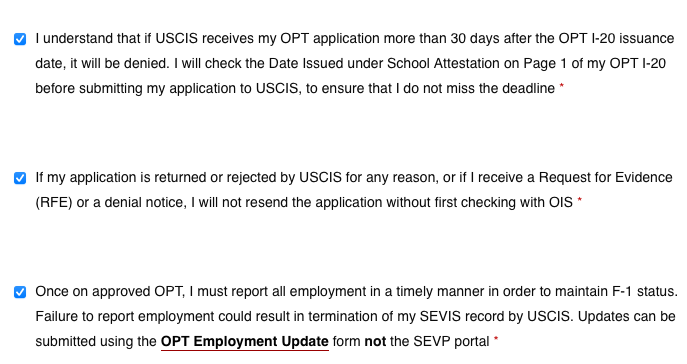 I understand that if USCIS receives my OPT application more than 30 days after the OPT I-20 issuance
date, it will be denied. I will check the Date Issued under School Attestation on Page 1 of my OPT I-20
before submitting my application to USCIS, to ensure that I do not miss the deadline *
If my application is returned or rejected by USCIS for any reason, or if I receive a Request for Evidence
(RFE) or a denial notice, I will not resend the application without first checking with OIS *
Once on approved OPT, I must report all employment in a timely manner in order to maintain F-1 status.
Failure to report employment could result in termination of my SEVIS record by USCIS. Updates can be
submitted using the OPT Employment Update form not the SEVP portal *